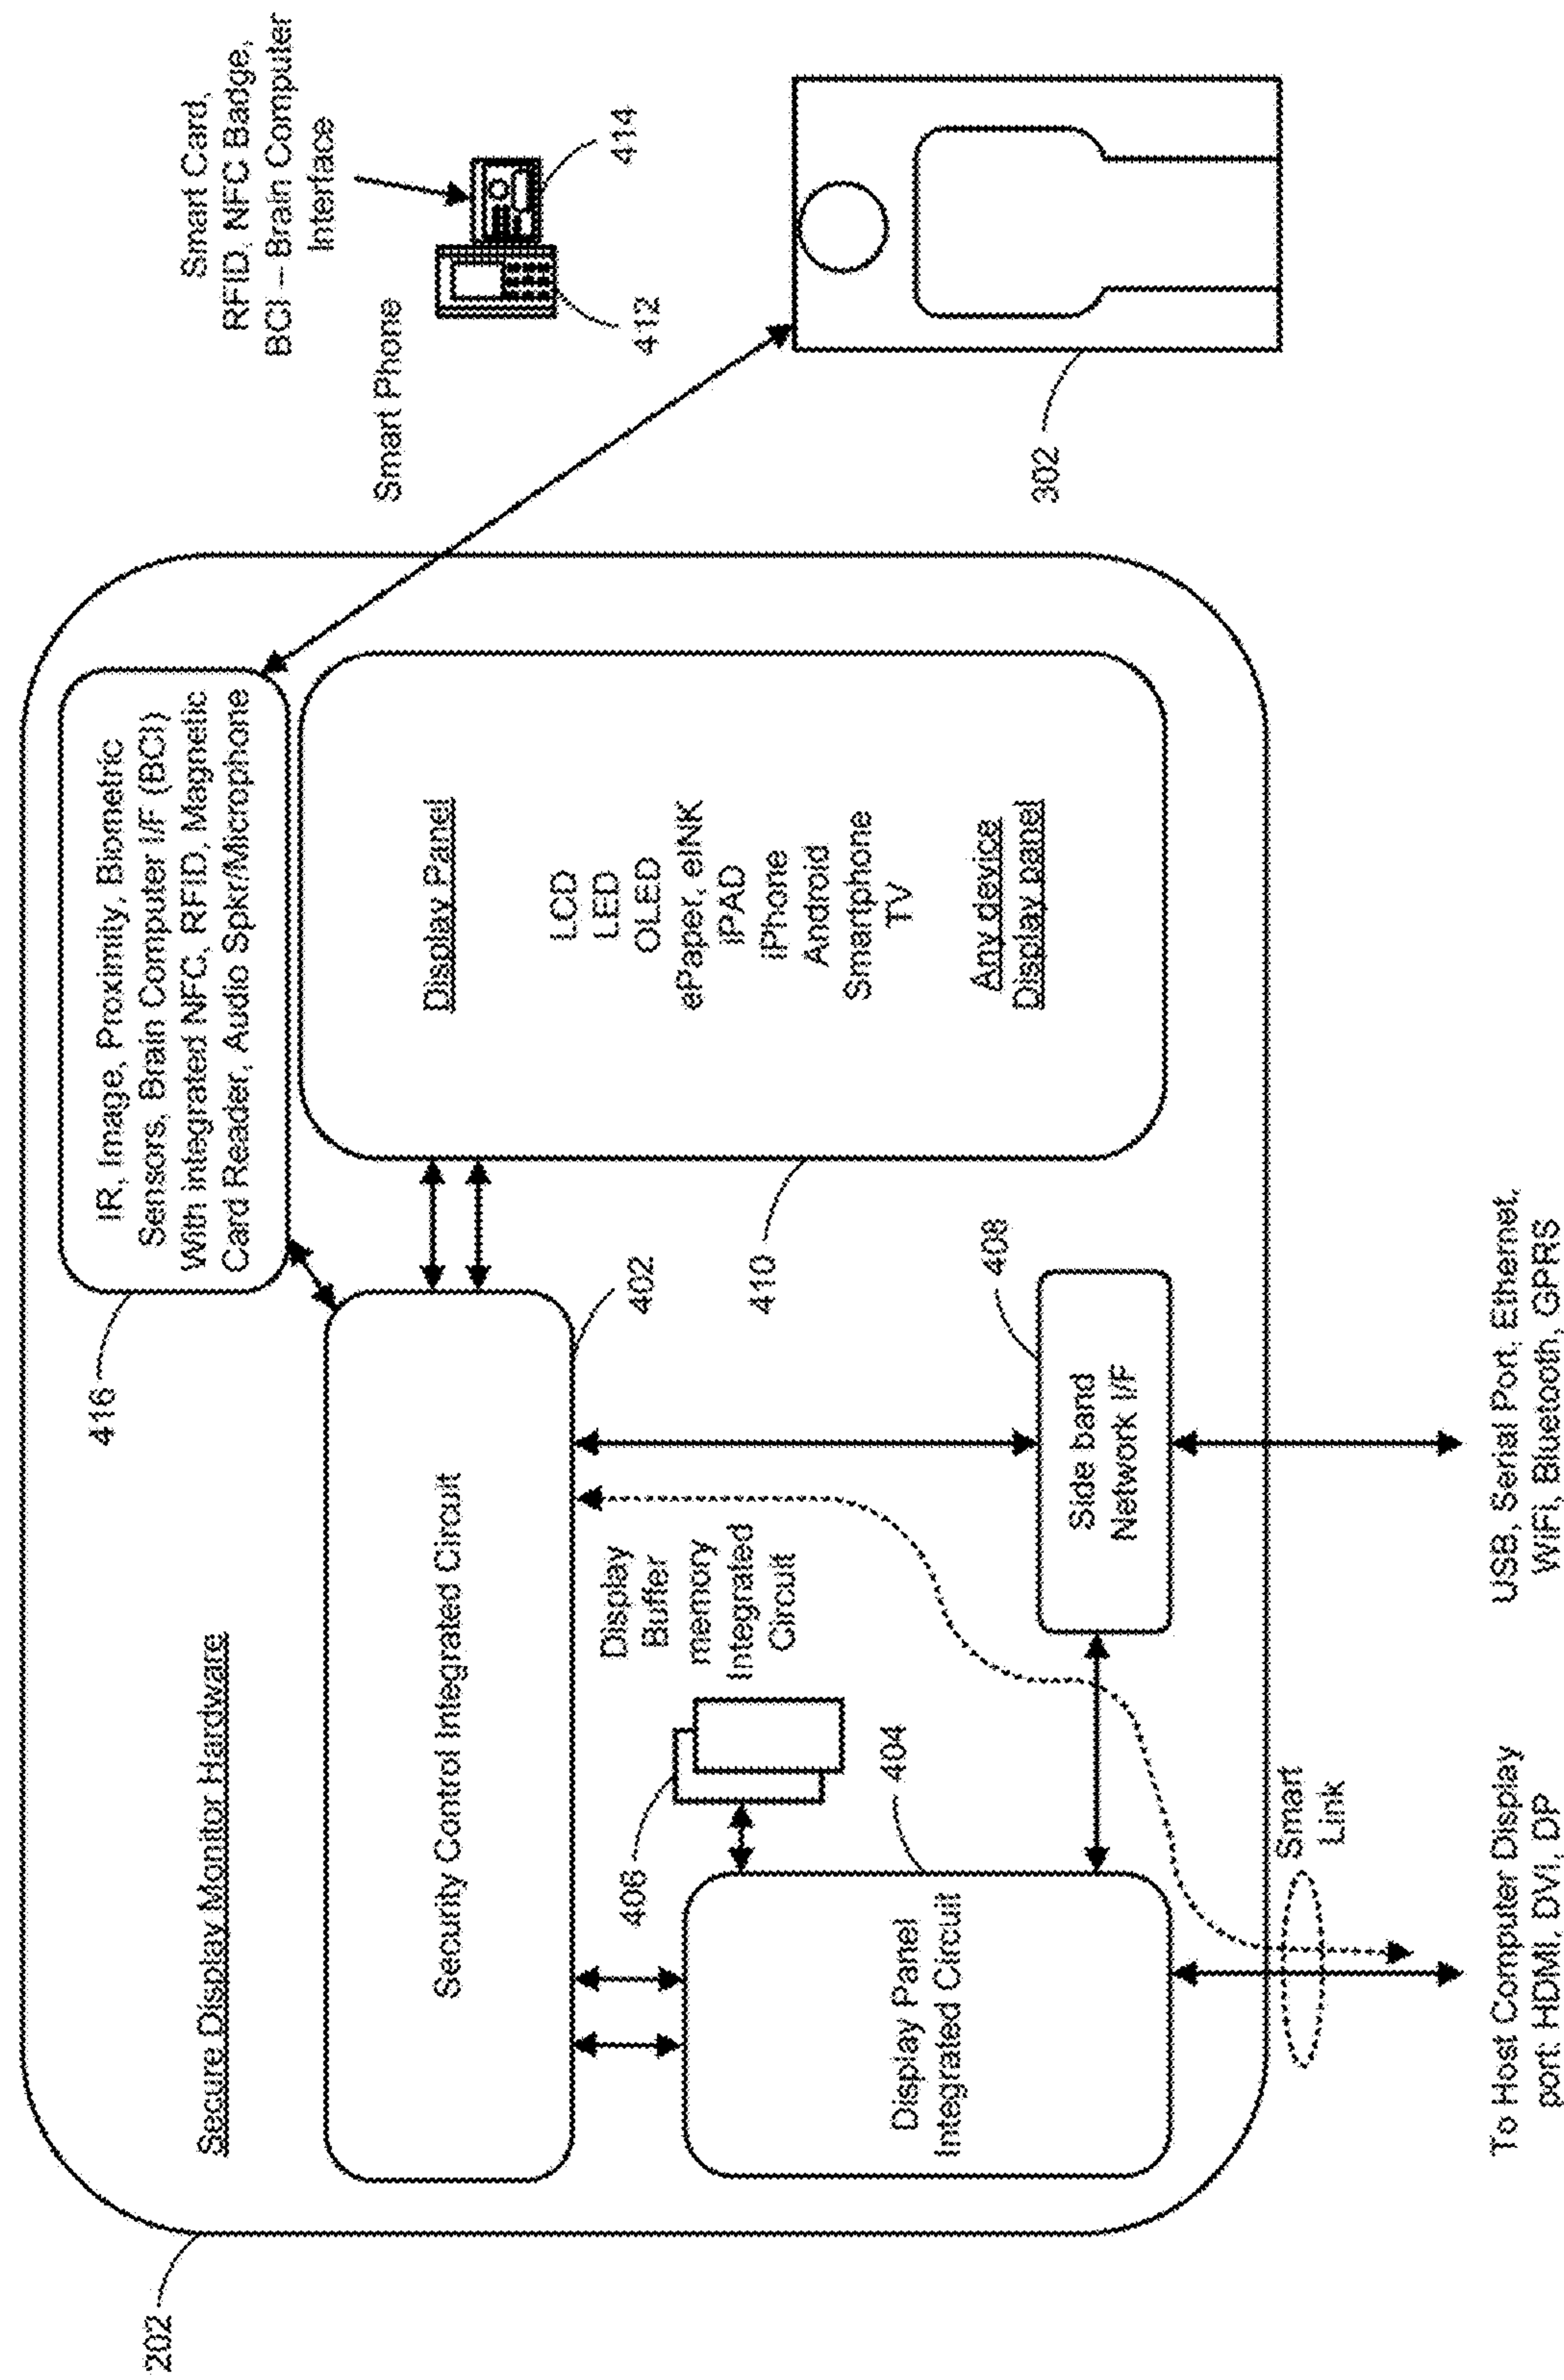 202
Secure Display Monitor Hardware
416
IR, Image, Proximity, Biometric
Sensors, Brain Computer I/F (BCI)
With integrated NFC, RFID, Magnetic
Card Reader, Audio Spkr/Microphone
Smart Card,
RFID, NFC Badge,
BCI – Brain Computer
Interface
Smart Phone
412
414
Security Control Integrated Circuit
402
Display
Buffer
memory
Integrated
Circuit
406
404
Display Panel
Integrated Circuit
408
Side band
Network I/F
410
Display Panel
LCD
LED
OLED
ePaper, eINK
iPAD
iPhone
Android
Smartphone
TV
Any device
Display panel
302
Smart
Link
To Host Computer Display
port: HDMI, DVI, DP
USB, Serial Port, Ethernet,
WiFi, Bluetooth, GPRS